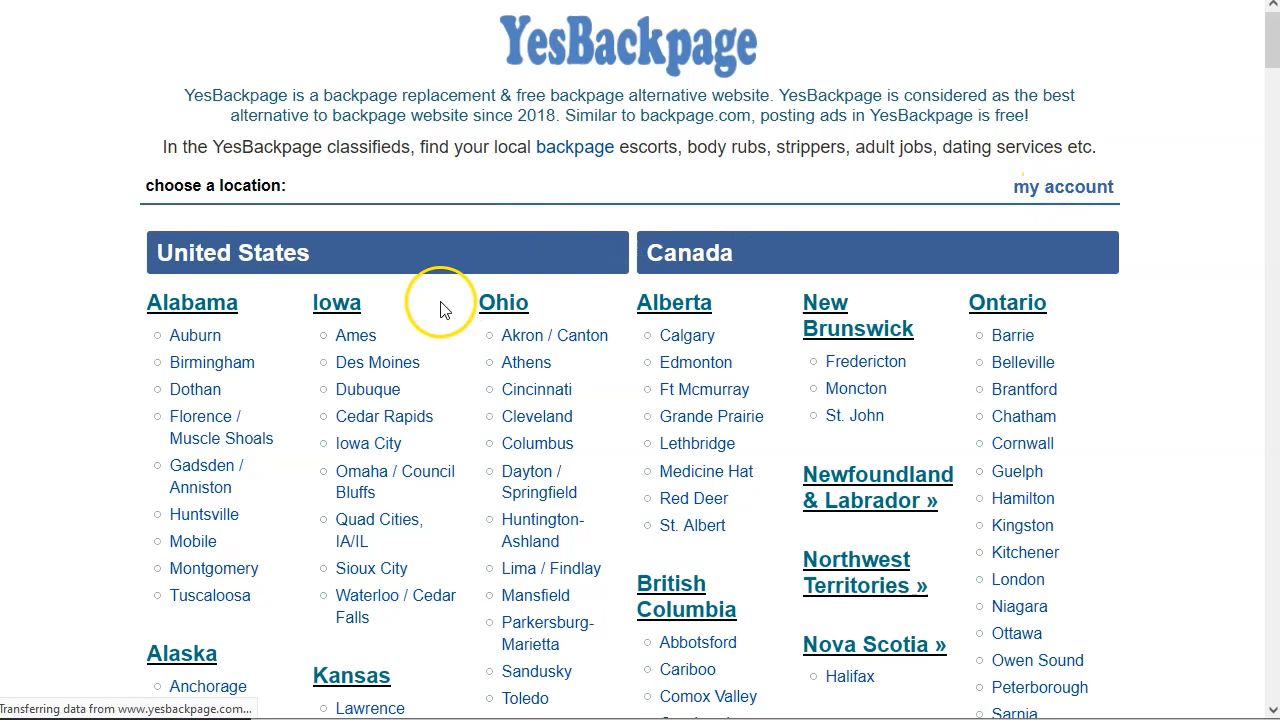 YesBackpage
YesBackpage is a backpage replacement & free backpage alternative website. YesBackpage is considered as the best
alternative to backpage website since 2018. Similar to backpage.com, posting ads in YesBackpage is free!
In the YesBackpage classifieds, find your local backpage escorts, body rubs, strippers, adult jobs, dating services etc.
choose a location:
my account
United States
Alabama
Auburn
Birmingham
Dothan
Florence /
Muscle Shoals
Gadsden /
Anniston
Huntsville
Mobile
Montgomery
Tuscaloosa
Alaska
Anchorage
Iowa
Ames
Des Moines
Dubuque
Cedar Rapids
Iowa City
Omaha / Council
Bluffs
Quad Cities,
IA/IL
Sioux City
Waterloo / Cedar
Falls
Kansas
Lawrence
Ohio
Akron / Canton
Athens
Cincinnati
Cleveland
Columbus
Dayton /
Springfield
Huntington-
Ashland
Lima / Findlay
Mansfield
Parkersburg-
Marietta
Sandusky
Toledo
Canada
Alberta
Calgary
Edmonton
Ft Mcmurray
Grande Prairie
Lethbridge
Medicine Hat
Red Deer
St. Albert
British
Columbia
Abbotsford
Cariboo
Comox Valley
New
Brunswick
Fredericton
Moncton
St. John
Newfoundland
& Labrador »
Northwest
Territories »
Nova Scotia »
Halifax
Ontario
Barrie
Belleville
Brantford
Chatham
Cornwall
Guelph
Hamilton
Kingston
Kitchener
London
Niagara
Ottawa
Owen Sound
Peterborough
Sarnia
Transferring data from www.yesbackpage.com...